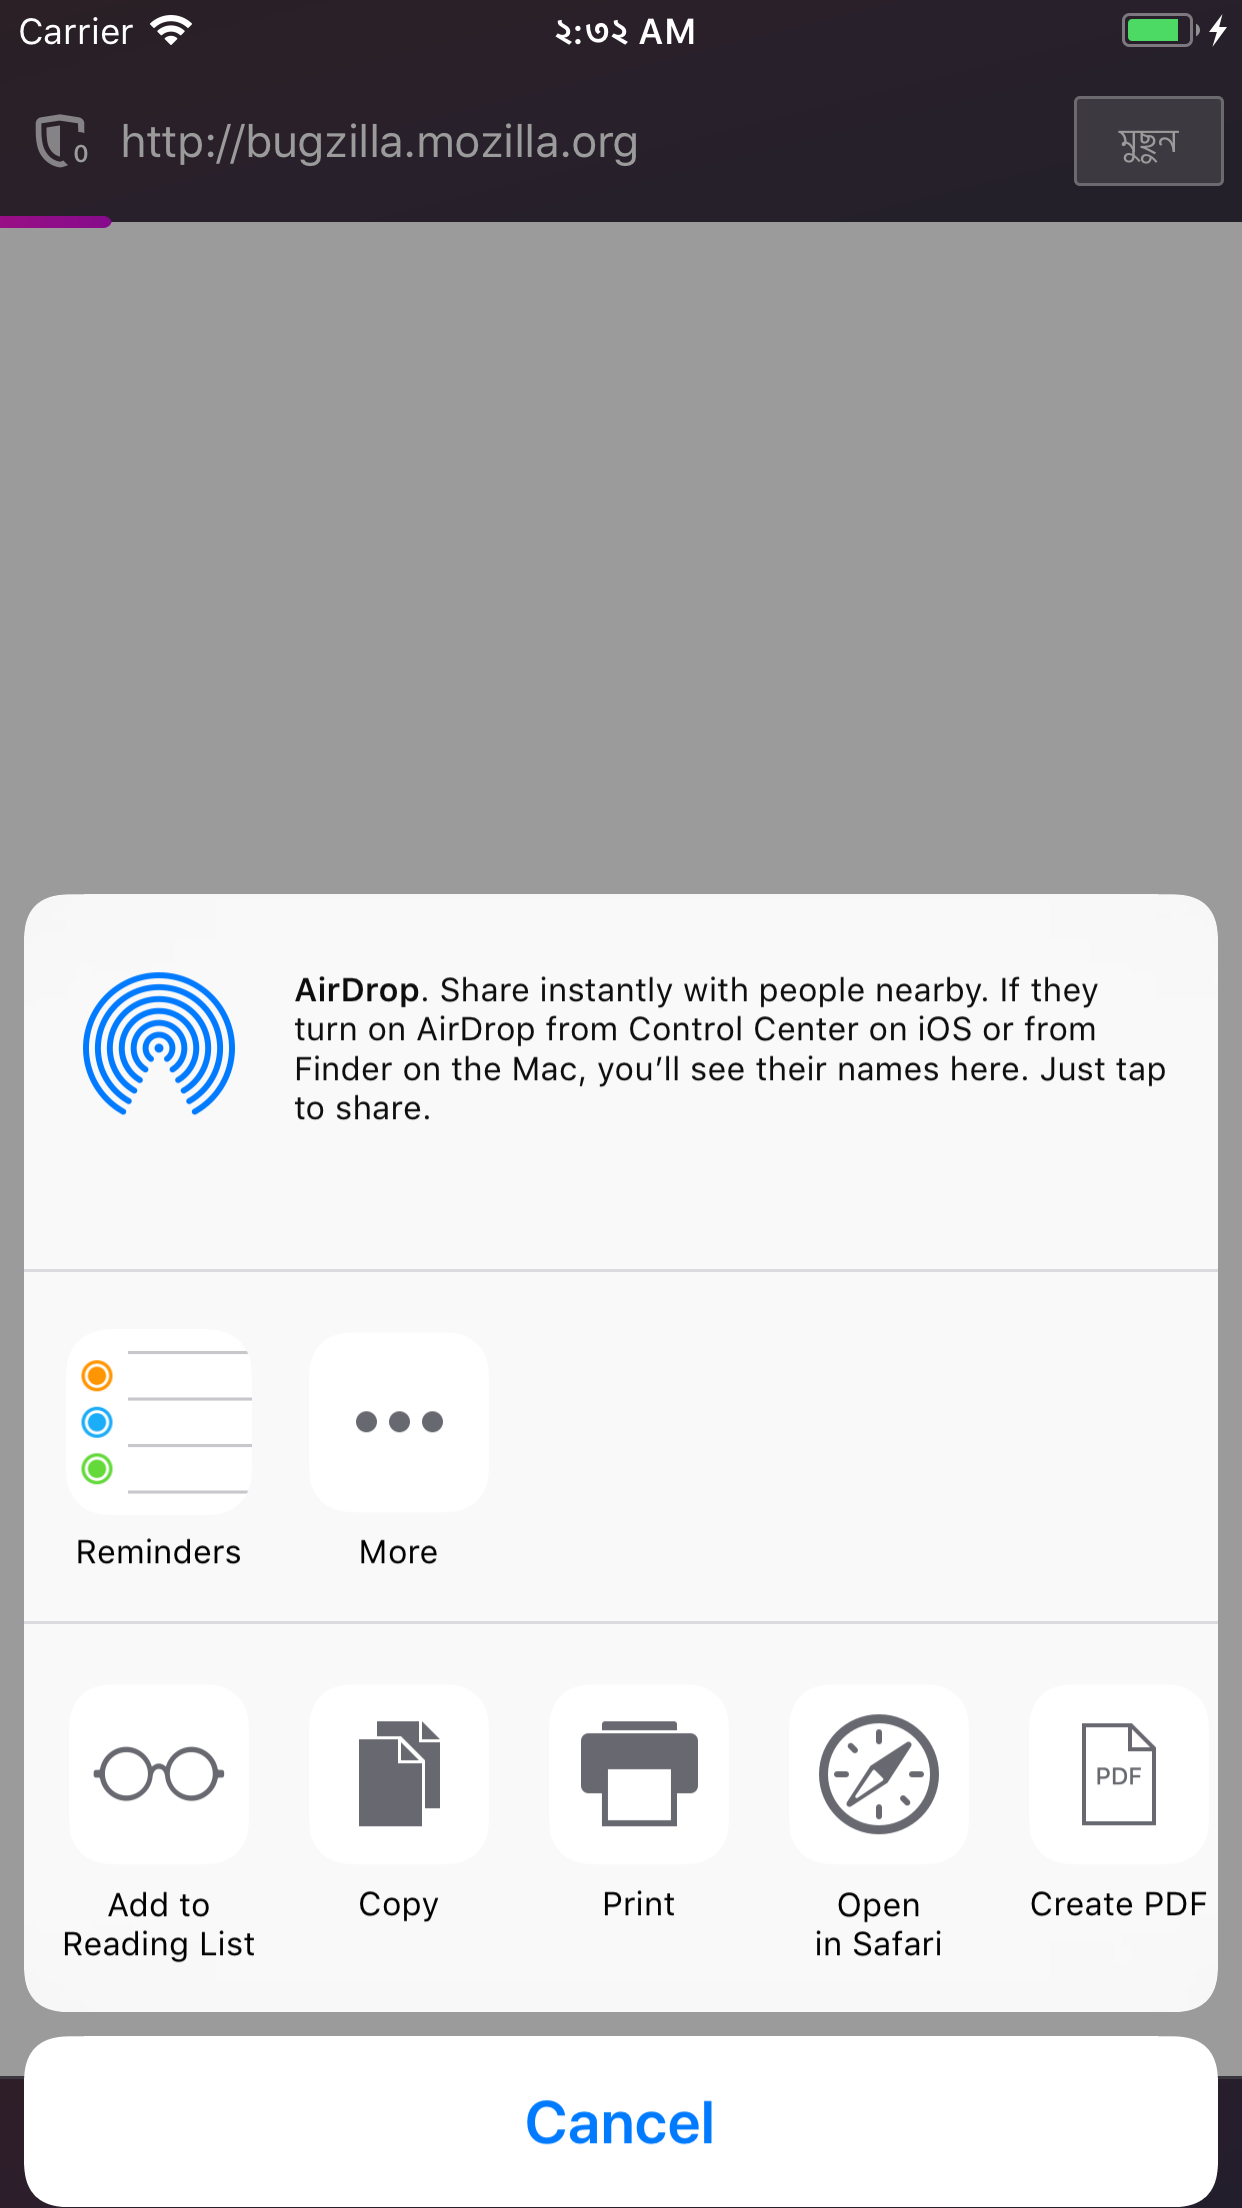 Carrier ২:৩২ AM
0 http://bugzilla.mozilla.org মুছুন
AirDrop. Share instantly with people nearby. If they
turn on AirDrop from Control Center on iOS or from
Finder on the Mac, you’ll see their names here. Just tap
to share.
Reminders More
PDF
Add to
Reading List
Copy
Print
Open
in Safari
Create PDF
Cancel